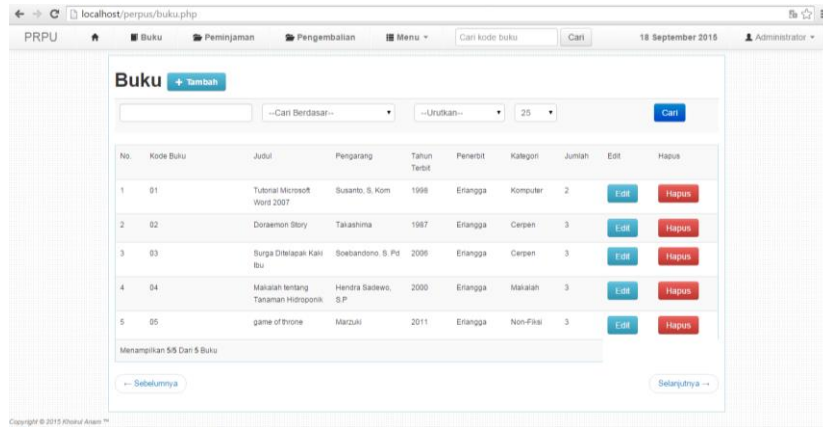 localhost/perpus/buku.php
PRPU Buku Peminjaman Pengembalian Menu Cari kode buku Cari 18 September 2015 Administrator
Buku + Tambah
--Cari Berdasar-- --Urutkan-- 25 Cari
No. Kode Buku Judul Pengarang Tahun Terbit Penerbit Kategori Jumlah Edit Hapus
1 01 Tutorial Microsoft Word 2007 Susanto, S, Kom 1998 Erlangga Komputer 2 Edit Hapus
2 02 Doraemon Story Takashima 1987 Erlangga Cerpen 3 Edit Hapus
3 03 Surga Ditelapak Kaki Ibu Soebandono, S. Pd 2006 Erlangga Cerpen 3 Edit Hapus
4 04 Makalah tentang Tanaman Hidroponik Hendra Sadewo, S.P 2000 Erlangga Makalah 3 Edit Hapus
5 05 game of throne Marzuki 2011 Erlangga Non-Fiksi 3 Edit Hapus
Menampilkan 5/5 Dari 5 Buku
← Sebelumnya Selanjutnya →
Copyright © 2015 Khoirul Anam ™